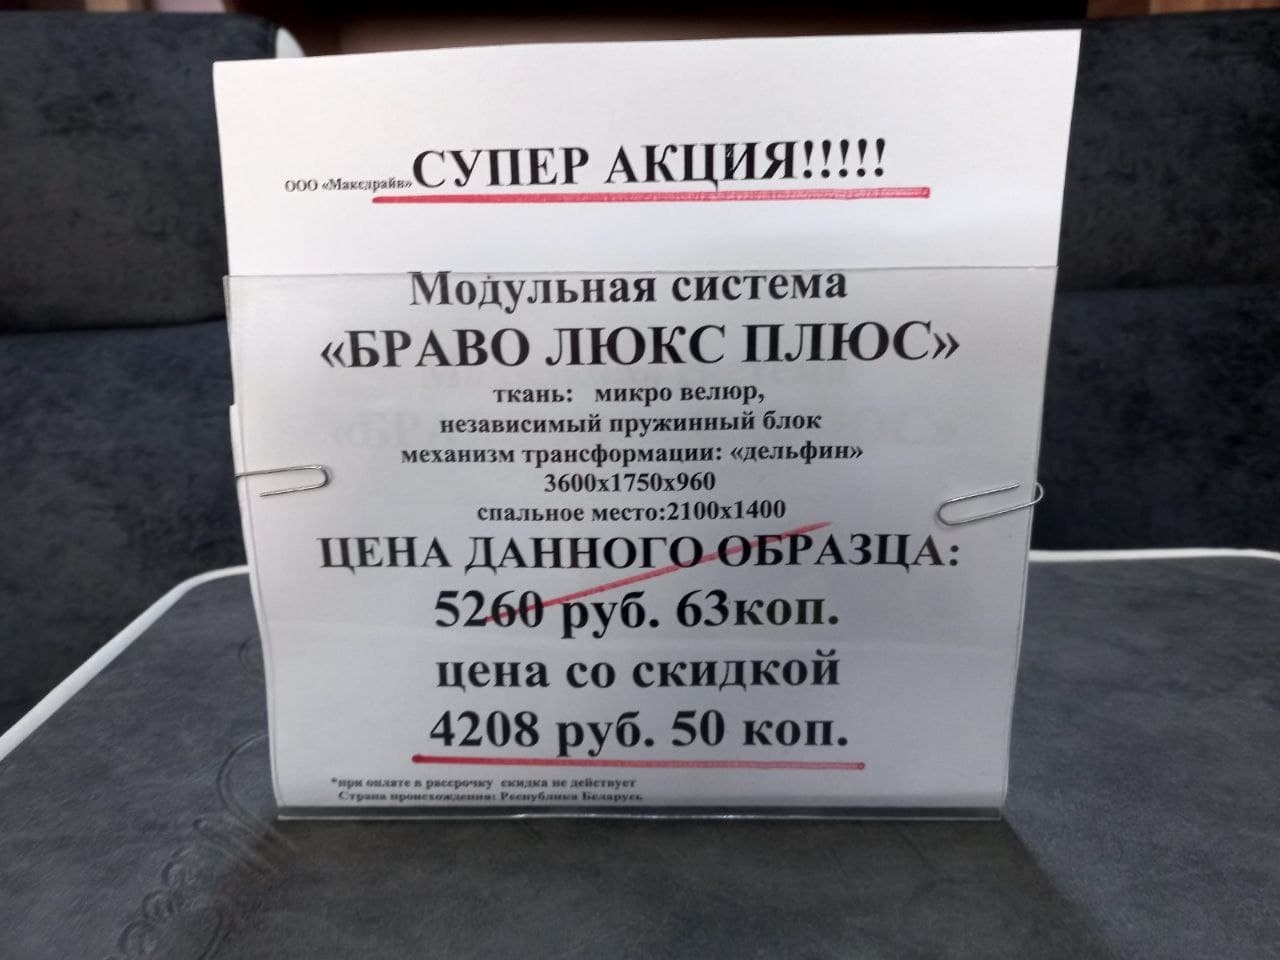 ООО «Максдрайв» СУПЕР АКЦИЯ!!!!!
Модульная система
«БРАВО ЛЮКС ПЛЮС»
ткань: микро велюр,
независимый пружинный блок
механизм трансформации: «дельфин»
3600х1750х960
спальное место:2100х1400
ЦЕНА ДАННОГО ОБРАЗЦА:
5260 руб. 63коп.
цена со скидкой
4208 руб. 50 коп.
*при оплате в рассрочку скидка не действует
Страна происхождения: Республика Беларусь